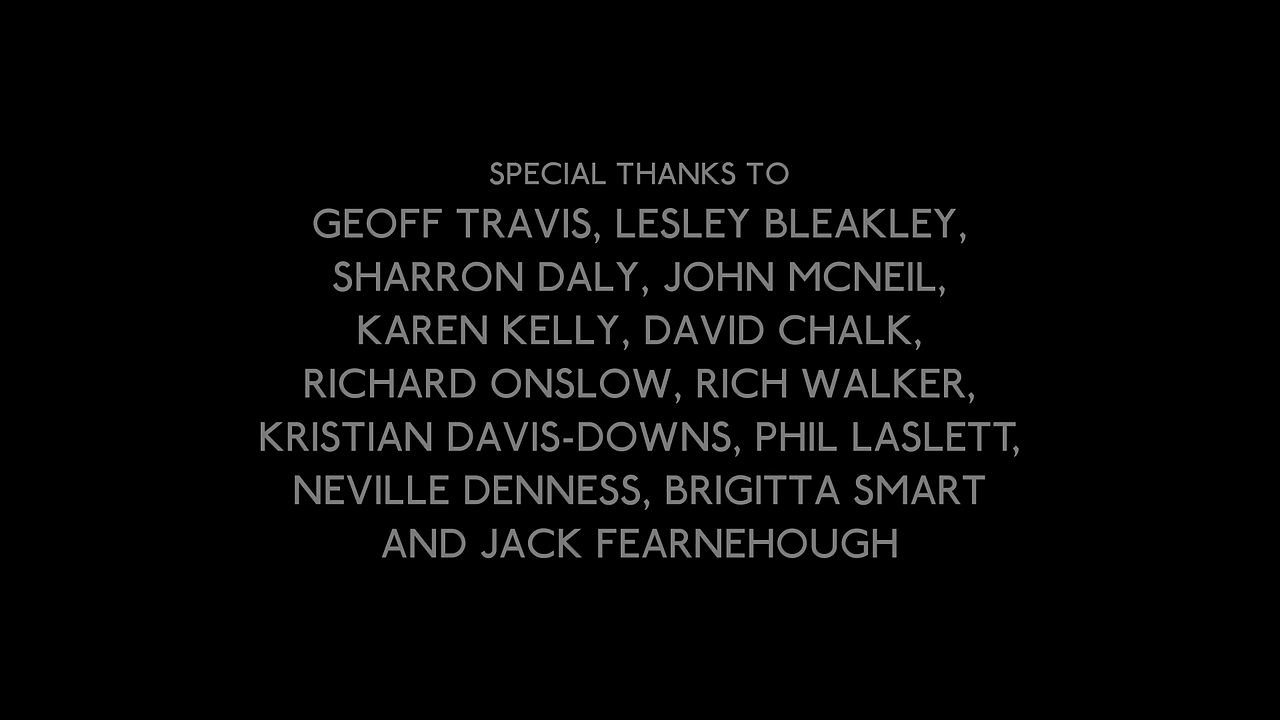 SPECIAL THANKS TO
GEOFF TRAVIS, LESLEY BLEAKLEY,
SHARRON DALY, JOHN MCNEIL,
KAREN KELLY, DAVID CHALK,
RICHARD ONSLOW, RICH WALKER,
KRISTIAN DAVIS-DOWNS, PHIL LASLETT,
NEVILLE DENNESS, BRIGITTA SMART
AND JACK FEARNEHOUGH